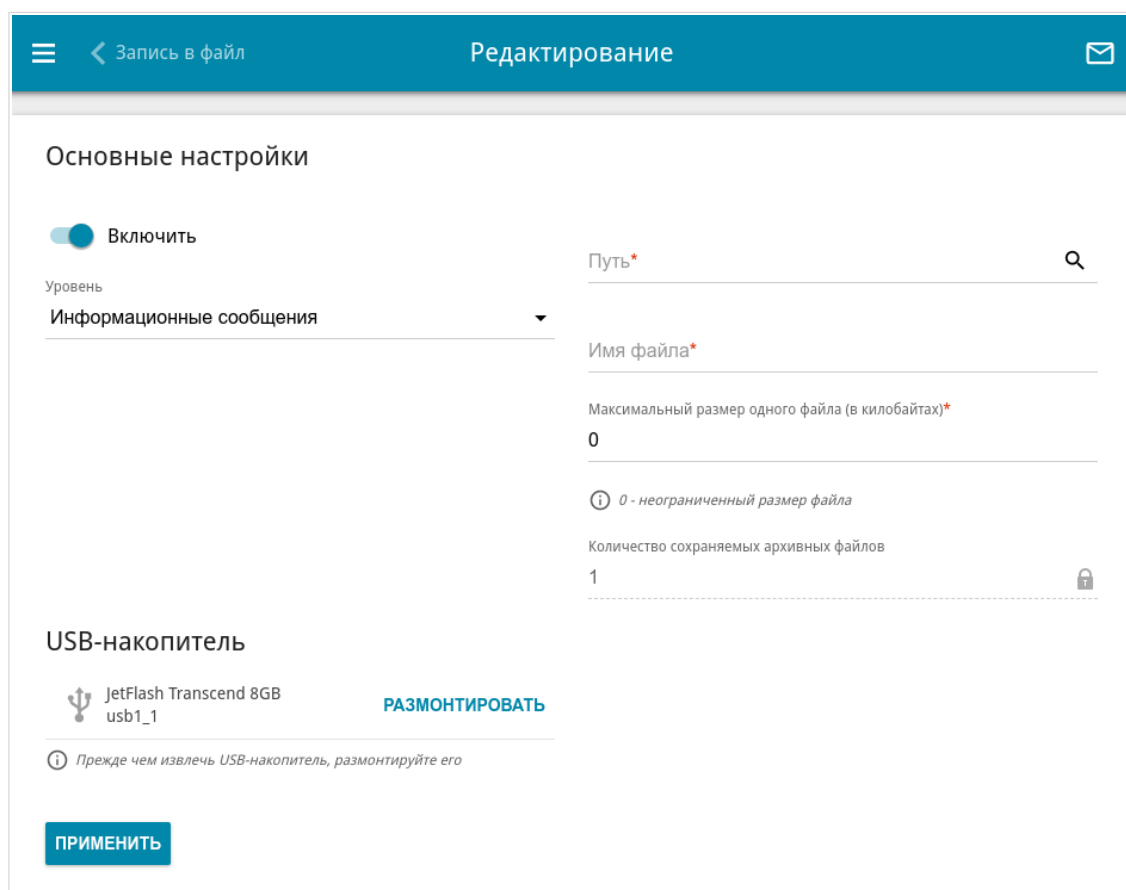 Запись в файл
Редактирование
Основные настройки
Включить
Уровень
Информационные сообщения
Путь*
Имя файла*
Максимальный размер одного файла (в килобайтах)*
0
0 - неограниченный размер файла
Количество сохраняемых архивных файлов
1
USB-накопитель
JetFlash Transcend 8GB
usb1_1
РАЗМОНТИРОВАТЬ
Прежде чем извлечь USB-накопитель, размонтируйте его
ПРИМЕНИТЬ